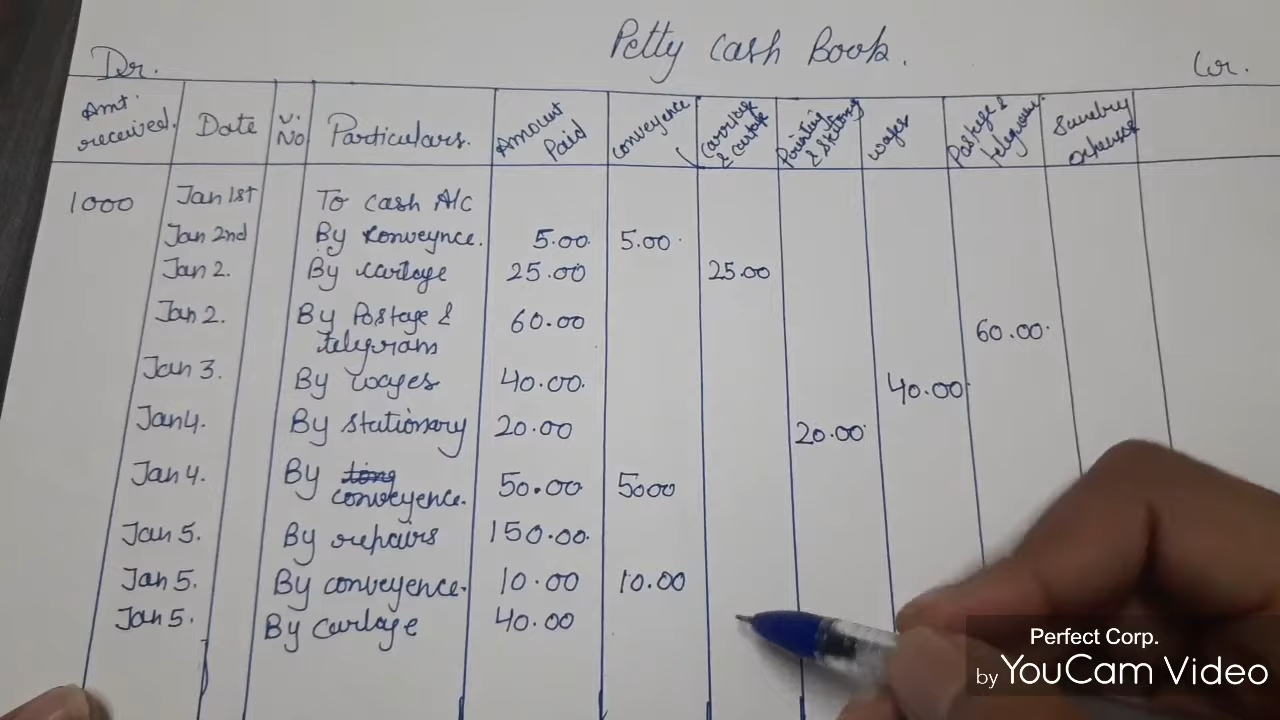 Petty Cash Book.
Dr. Cr.
Amt. received. Date V. No Particulars. Amount Paid Conveyence Carriage & cartage Printing & Stationy Wages Postage & telegram. Sundry expenses
1000 Jan 1st To cash A/c
Jan 2nd By Conveynce. 5.00 5.00
Jan 2. By cartage 25.00 25.00
Jan 2. By Postage & telegram 60.00 60.00
Jan 3. By wages 40.00 40.00
Jan 4. By stationary 20.00 20.00
Jan 4. By conveyence. 50.00 5000
Jan 5. By repairs 150.00
Jan 5. By conveyence. 10.00 10.00
Jan 5. By cartage 40.00
Perfect Corp.
by YouCam Video